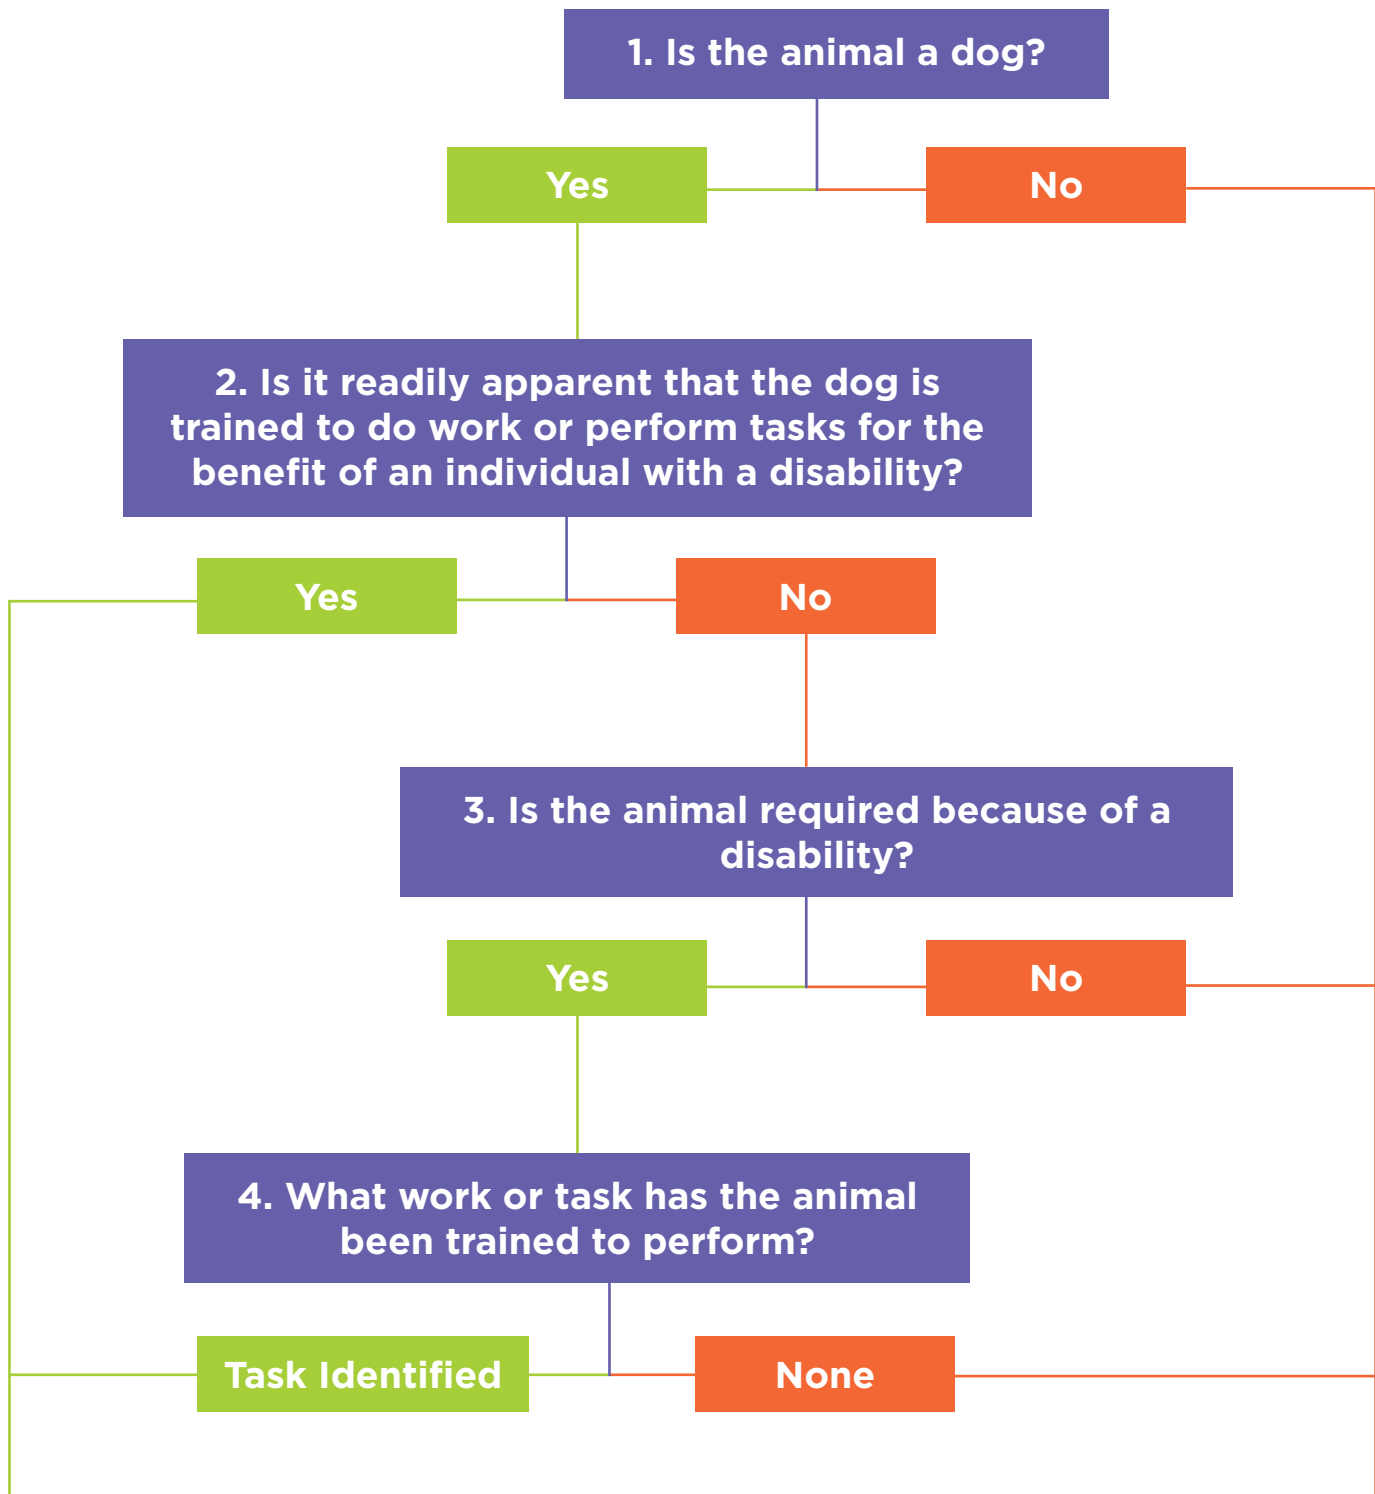 1. Is the animal a dog?
Yes
No
2. Is it readily apparent that the dog is
trained to do work or perform tasks for the
benefit of an individual with a disability?
Yes
No
3. Is the animal required because of a
disability?
Yes
No
4. What work or task has the animal
been trained to perform?
Task Identified
None